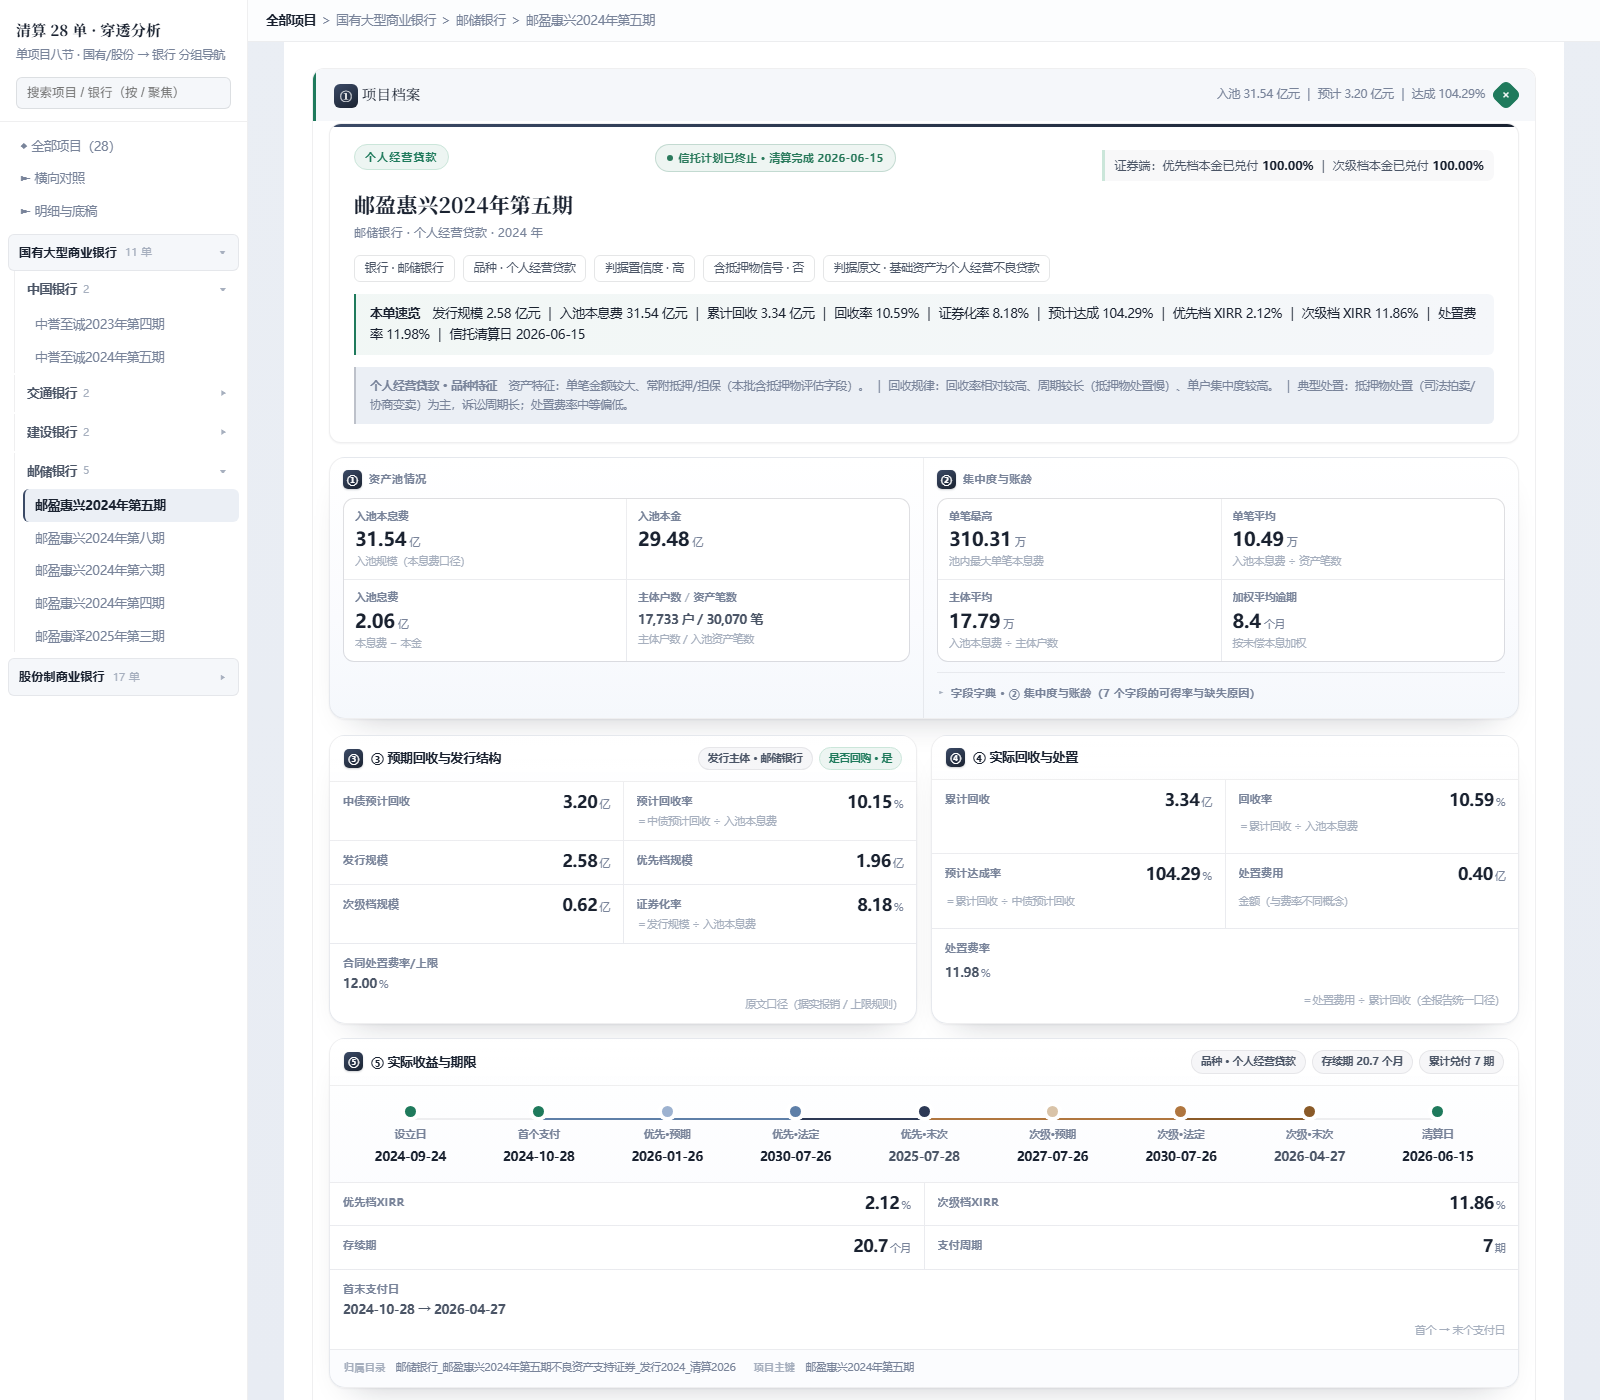 清算 28 单 · 穿透分析
单项目八节 · 国有/股份 → 银行 分组导航
搜索项目 / 银行（按 / 聚焦）
全部项目（28）
横向对照
明细与底稿
国有大型商业银行 11 单
中国银行 2
中誉至诚2023年第四期
中誉至诚2024年第五期
交通银行 2
建设银行 2
邮储银行 5
邮盈惠兴2024年第五期
邮盈惠兴2024年第八期
邮盈惠兴2024年第六期
邮盈惠兴2024年第四期
邮盈惠泽2025年第三期
股份制商业银行 17 单
全部项目 > 国有大型商业银行 > 邮储银行 > 邮盈惠兴2024年第五期
① 项目档案
入池 31.54 亿元 | 预计 3.20 亿元 | 达成 104.29%
个人经营贷款
信托计划已终止 • 清算完成 2026-06-15
证券端：优先档本金已兑付 100.00% | 次级档本金已兑付 100.00%
邮盈惠兴2024年第五期
邮储银行 · 个人经营贷款 · 2024 年
银行 · 邮储银行
品种 · 个人经营贷款
判据置信度 · 高
含抵押物信号 · 否
判据原文 · 基础资产为个人经营不良贷款
本单速览 发行规模 2.58 亿元 | 入池本息费 31.54 亿元 | 累计回收 3.34 亿元 | 回收率 10.59% | 证券化率 8.18% | 预计达成 104.29% | 优先档 XIRR 2.12% | 次级档 XIRR 11.86% | 处置费
率 11.98% | 信托清算日 2026-06-15
个人经营贷款 • 品种特征 资产特征：单笔金额较大、常附抵押/担保（本批含抵押物评估字段）。 | 回收规律：回收率相对较高、周期较长（抵押物处置慢）、单户集中度较高。 | 典型处置：抵押物处置（司法拍卖/
协商变卖）为主，诉讼周期长；处置费率中等偏低。
① 资产池情况
入池本息费
31.54 亿
入池规模（本息费口径）
入池本金
29.48 亿
入池息费
2.06 亿
本息费 − 本金
主体户数 / 资产笔数
17,733 户 / 30,070 笔
主体户数 / 入池资产笔数
② 集中度与账龄
单笔最高
310.31 万
池内最大单笔本息费
单笔平均
10.49 万
入池本息费 ÷ 资产笔数
主体平均
17.79 万
入池本息费 ÷ 主体户数
加权平均逾期
8.4 个月
按未偿本息加权
字段字典 • ② 集中度与账龄（7 个字段的可得率与缺失原因）
③ ③ 预期回收与发行结构
发行主体 • 邮储银行
是否回购 • 是
中债预计回收 3.20 亿
预计回收率 10.15 %
= 中债预计回收 ÷ 入池本息费
发行规模 2.58 亿
优先档规模 1.96 亿
次级档规模 0.62 亿
证券化率 8.18 %
= 发行规模 ÷ 入池本息费
合同处置费率/上限
12.00 %
原文口径（据实报销 / 上限规则）
④ ④ 实际回收与处置
累计回收 3.34 亿
回收率 10.59 %
= 累计回收 ÷ 入池本息费
预计达成率 104.29 %
= 累计回收 ÷ 中债预计回收
处置费用 0.40 亿
金额（与费率不同概念）
处置费率
11.98 %
= 处置费用 ÷ 累计回收（全报告统一口径）
⑤ ⑤ 实际收益与期限
品种 • 个人经营贷款
存续期 20.7 个月
累计兑付 7 期
设立日
2024-09-24
首个支付
2024-10-28
优先•预期
2026-01-26
优先•法定
2030-07-26
优先•末次
2025-07-28
次级•预期
2027-07-26
次级•法定
2030-07-26
次级•末次
2026-04-27
清算日
2026-06-15
优先档XIRR 2.12 %
次级档XIRR 11.86 %
存续期 20.7 个月
支付周期 7 期
首末支付日
2024-10-28 → 2026-04-27
首个 → 末个支付日
归属目录 邮储银行_邮盈惠兴2024年第五期不良资产支持证券_发行2024_清算2026 项目主键 邮盈惠兴2024年第五期